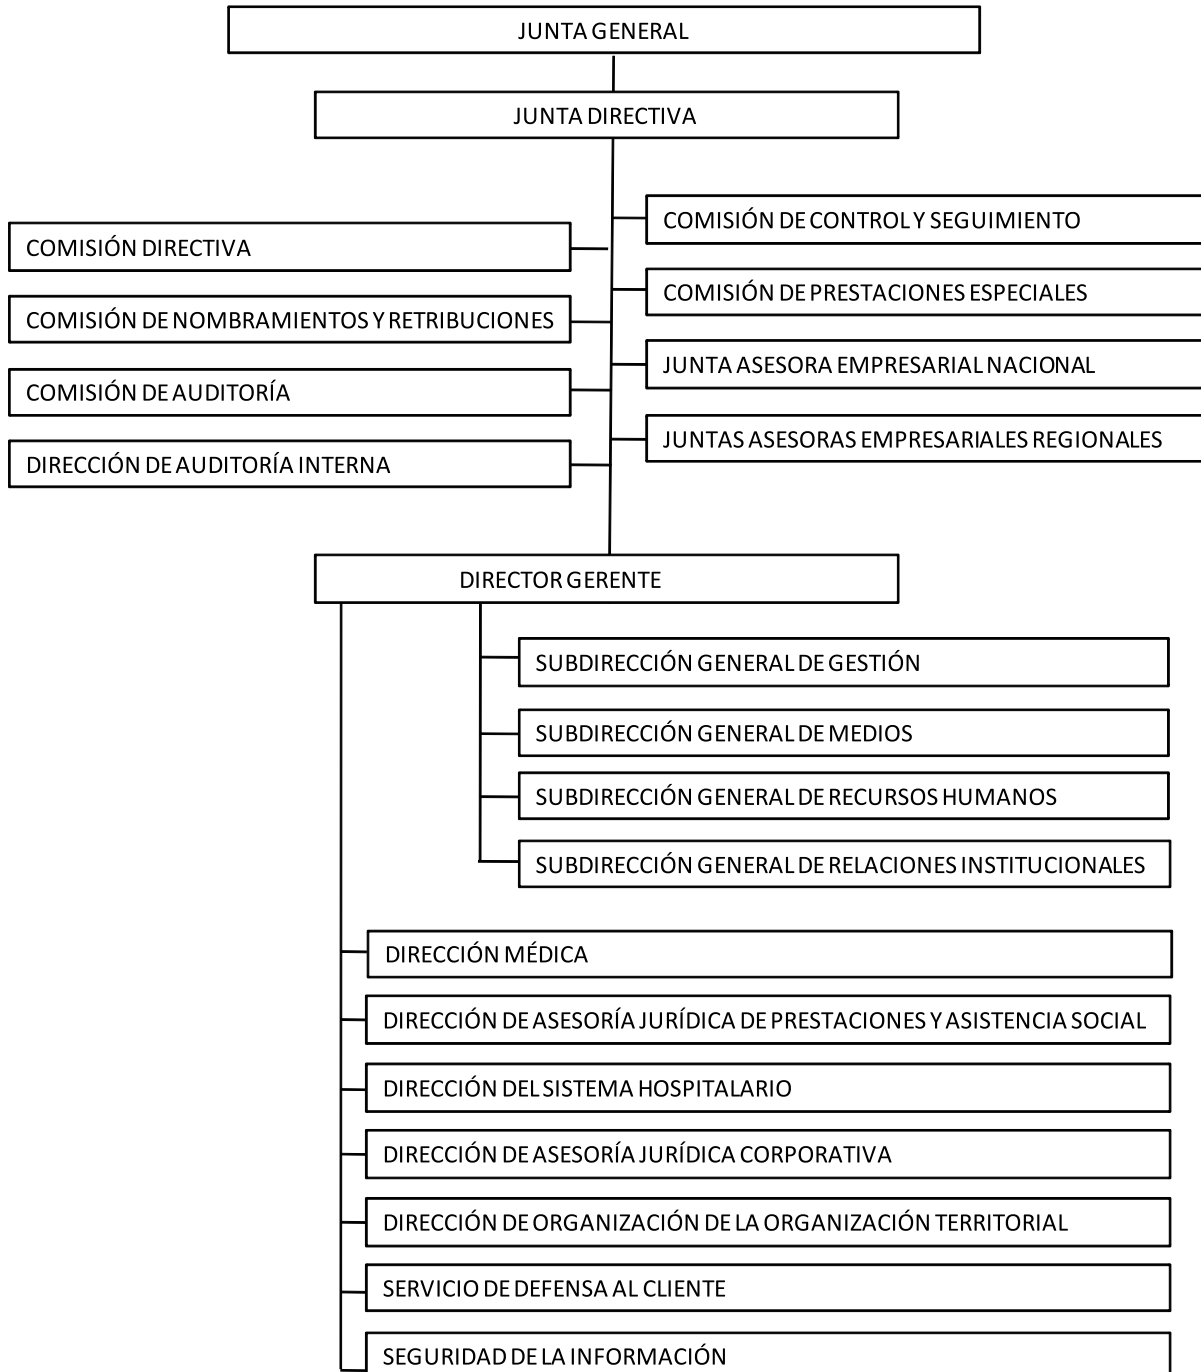 JUNTA GENERAL
JUNTA DIRECTIVA
COMISIÓN DIRECTIVA
COMISIÓN DE NOMBRAMIENTOS Y RETRIBUCIONES
COMISIÓN DE AUDITORÍA
DIRECCIÓN DE AUDITORÍA INTERNA
COMISIÓN DE CONTROL Y SEGUIMIENTO
COMISIÓN DE PRESTACIONES ESPECIALES
JUNTA ASESORA EMPRESARIAL NACIONAL
JUNTAS ASESORAS EMPRESARIALES REGIONALES
DIRECTOR GERENTE
SUBDIRECCIÓN GENERAL DE GESTIÓN
SUBDIRECCIÓN GENERAL DE MEDIOS
SUBDIRECCIÓN GENERAL DE RECURSOS HUMANOS
SUBDIRECCIÓN GENERAL DE RELACIONES INSTITUCIONALES
DIRECCIÓN MÉDICA
DIRECCIÓN DE ASESORÍA JURÍDICA DE PRESTACIONES Y ASISTENCIA SOCIAL
DIRECCIÓN DEL SISTEMA HOSPITALARIO
DIRECCIÓN DE ASESORÍA JURÍDICA CORPORATIVA
DIRECCIÓN DE ORGANIZACIÓN DE LA ORGANIZACIÓN TERRITORIAL
SERVICIO DE DEFENSA AL CLIENTE
SEGURIDAD DE LA INFORMACIÓN